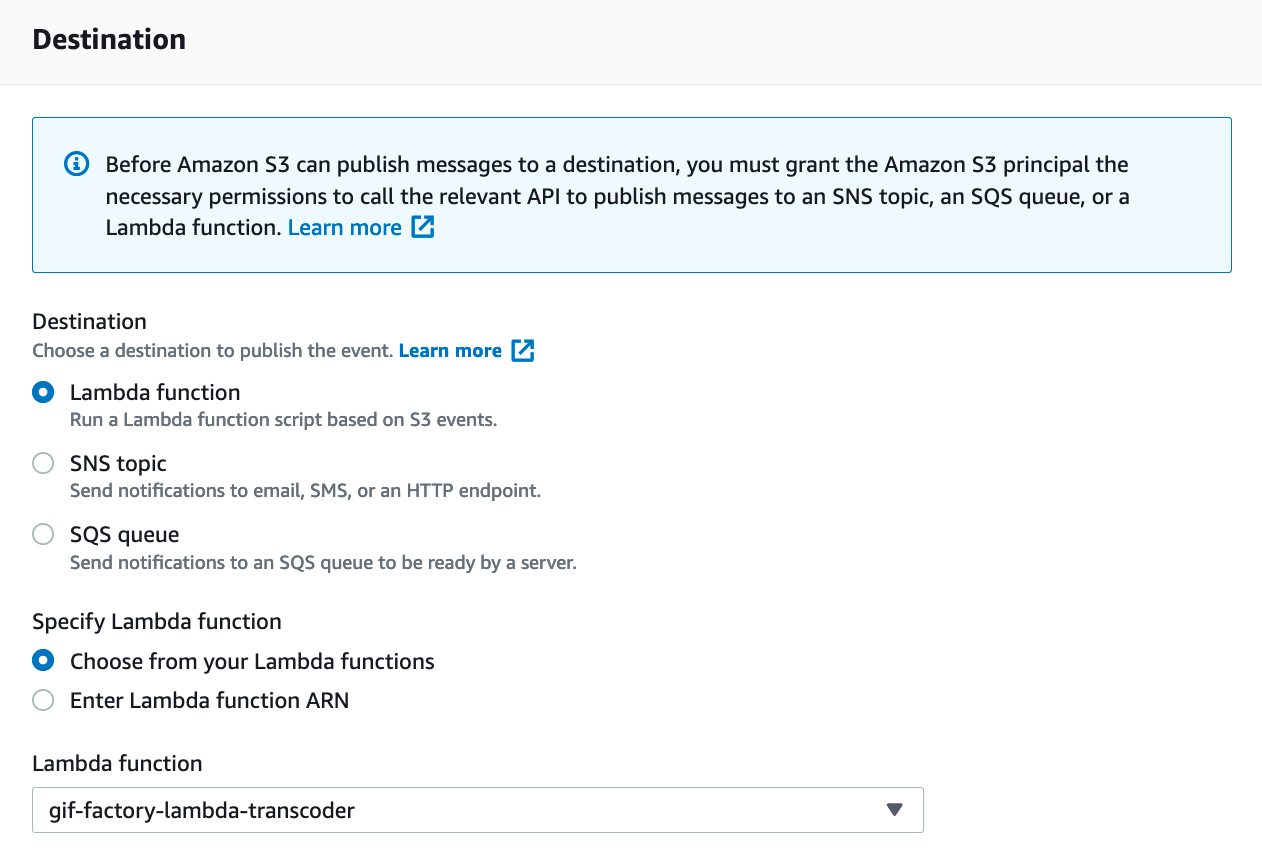 Destination
Before Amazon S3 can publish messages to a destination, you must grant the Amazon S3 principal the
necessary permissions to call the relevant API to publish messages to an SNS topic, an SQS queue, or a
Lambda function. Learn more
Destination
Choose a destination to publish the event. Learn more
Lambda function
Run a Lambda function script based on S3 events.
SNS topic
Send notifications to email, SMS, or an HTTP endpoint.
SQS queue
Send notifications to an SQS queue to be ready by a server.
Specify Lambda function
Choose from your Lambda functions
Enter Lambda function ARN
Lambda function
gif-factory-lambda-transcoder